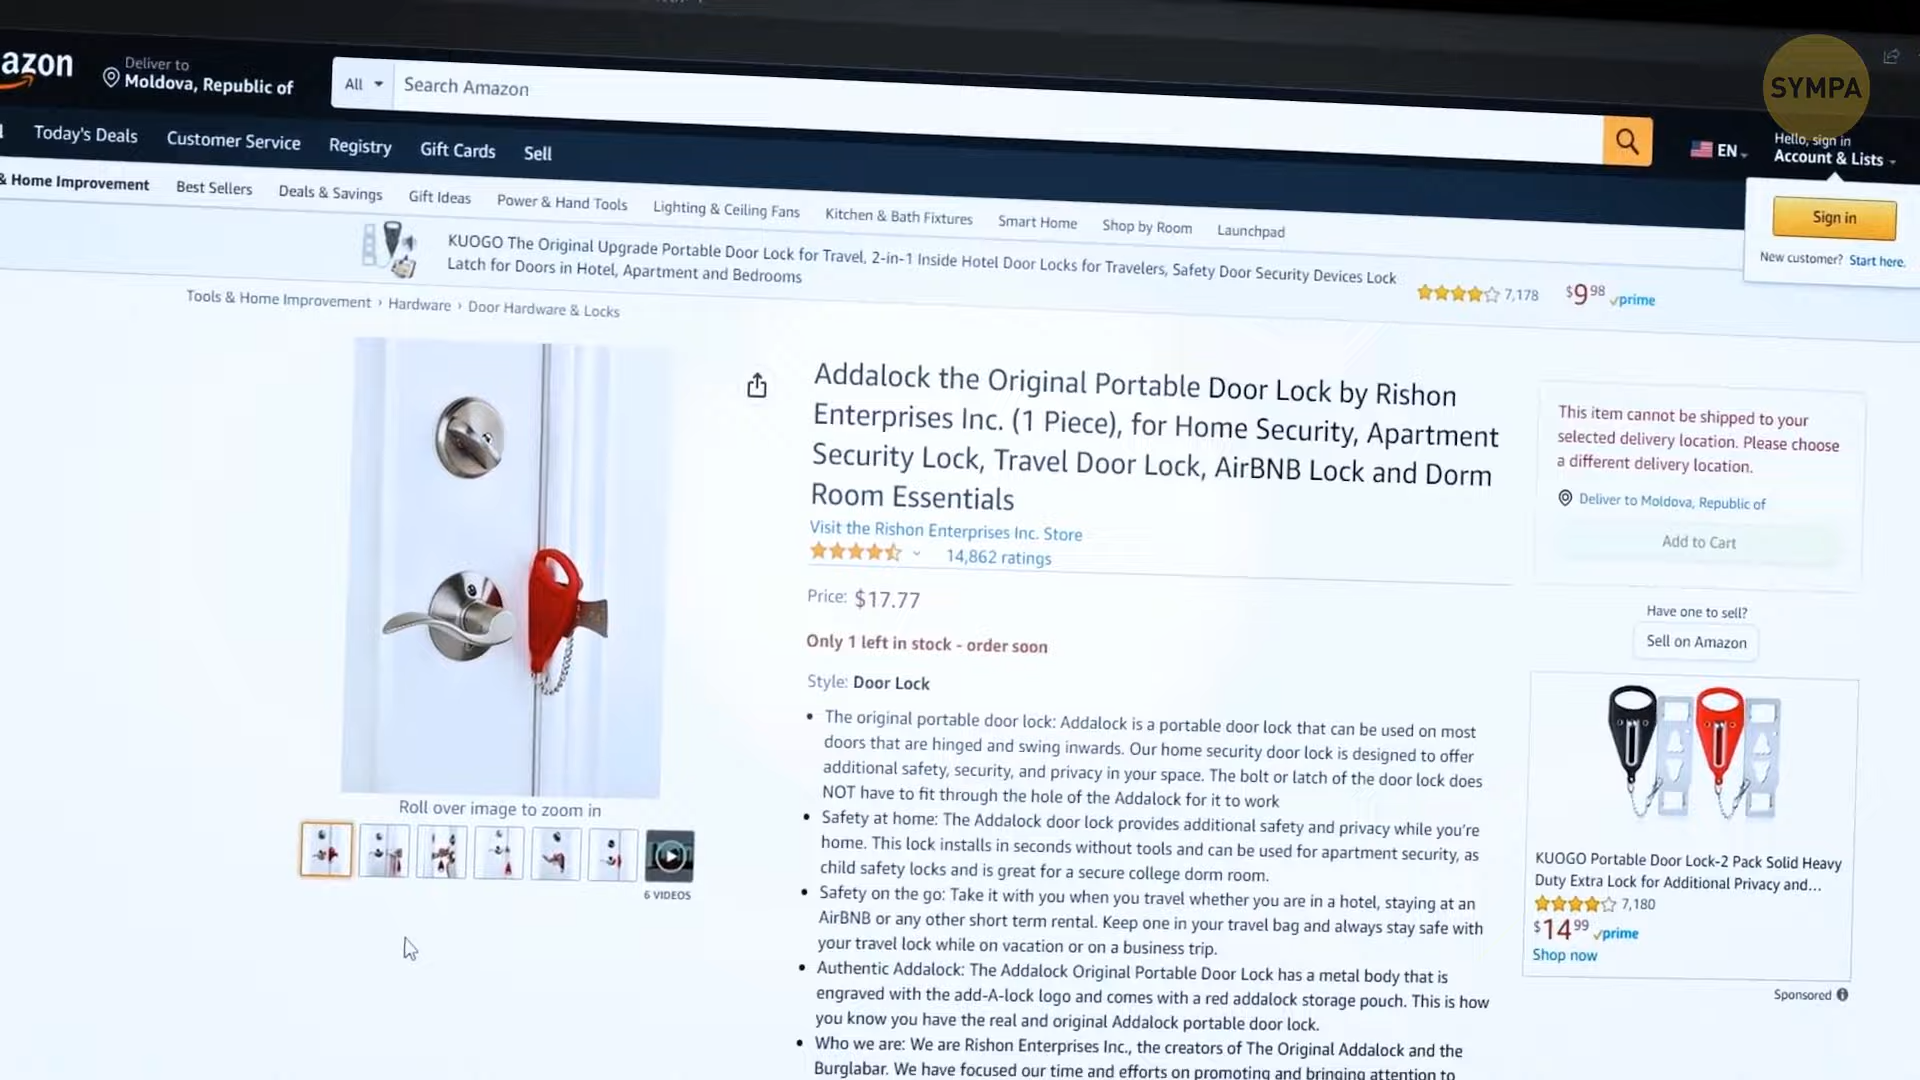 azon
Deliver to
Moldova, Republic of
All
Search Amazon
SYMPA
EN
Hello, sign in
Account & Lists
Today's Deals
Customer Service
Registry
Gift Cards
Sell
Sign in
New customer? Start here.
& Home Improvement
Best Sellers
Deals & Savings
Gift Ideas
Power & Hand Tools
Lighting & Ceiling Fans
Kitchen & Bath Fixtures
Smart Home
Shop by Room
Launchpad
KUOGO The Original Upgrade Portable Door Lock for Travel, 2-in-1 Inside Hotel Door Locks for Travelers, Safety Door Security Devices Lock
Latch for Doors in Hotel, Apartment and Bedrooms
7,178
$9 98 prime
Tools & Home Improvement › Hardware › Door Hardware & Locks
Addalock the Original Portable Door Lock by Rishon
Enterprises Inc. (1 Piece), for Home Security, Apartment
Security Lock, Travel Door Lock, AirBNB Lock and Dorm
Room Essentials
Visit the Rishon Enterprises Inc. Store
14,862 ratings
Price: $17.77
Only 1 left in stock - order soon
Style: Door Lock
• The original portable door lock: Addalock is a portable door lock that can be used on most
doors that are hinged and swing inwards. Our home security door lock is designed to offer
additional safety, security, and privacy in your space. The bolt or latch of the door lock does
NOT have to fit through the hole of the Addalock for it to work
• Safety at home: The Addalock door lock provides additional safety and privacy while you're
home. This lock installs in seconds without tools and can be used for apartment security, as
child safety locks and is great for a secure college dorm room.
• Safety on the go: Take it with you when you travel whether you are in a hotel, staying at an
AirBNB or any other short term rental. Keep one in your travel bag and always stay safe with
your travel lock while on vacation or on a business trip.
• Authentic Addalock: The Addalock Original Portable Door Lock has a metal body that is
engraved with the add-A-lock logo and comes with a red addalock storage pouch. This is how
you know you have the real and original Addalock portable door lock.
• Who we are: We are Rishon Enterprises Inc., the creators of The Original Addalock and the
Burglabar. We have focused our time and efforts on promoting and bringing attention to
Roll over image to zoom in
6 VIDEOS
This item cannot be shipped to your
selected delivery location. Please choose
a different delivery location.
Deliver to Moldova, Republic of
Add to Cart
Have one to sell?
Sell on Amazon
KUOGO Portable Door Lock-2 Pack Solid Heavy
Duty Extra Lock for Additional Privacy and...
7,180
$14 99 prime
Shop now
Sponsored